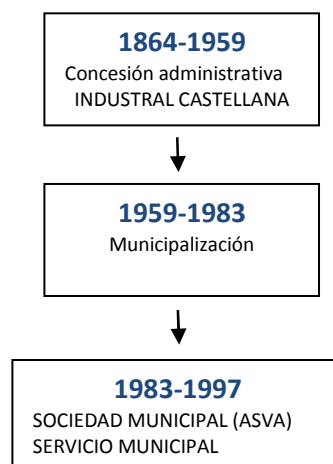 1864-1959
Concesión administrativa
INDUSTRAL CASTELLANA
1959-1983
Municipalización
1983-1997
SOCIEDAD MUNICIPAL (ASVA)
SERVICIO MUNICIPAL